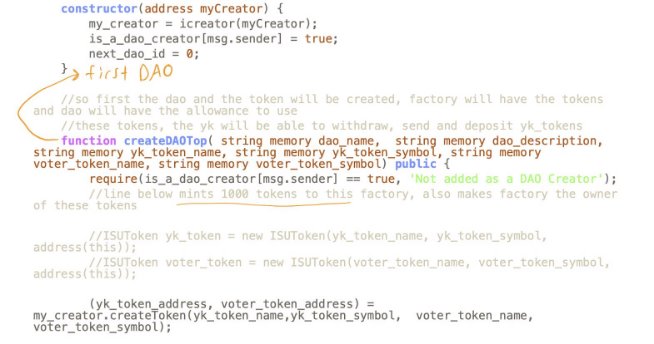 constructor(address myCreator) {
my_creator = icreator(myCreator);
is_a_dao_creator[msg.sender] = true;
next_dao_id = 0;
}
first DAO
//so first the dao and the token will be created, factory will have the tokens
and dao will have the allowance to use
//these tokens, the yk will be able to withdraw, send and deposit yk_tokens
function createDAOTop( string memory dao_name,  string memory dao_description,
string memory yk_token_name, string memory yk_token_symbol, string memory
voter_token_name, string memory voter_token_symbol) public {
require(is_a_dao_creator[msg.sender] == true, 'Not added as a DAO Creator');
//line below mints 1000 tokens to this factory, also makes factory the owner
of these tokens
//ISUToken yk_token = new ISUToken(yk_token_name, yk_token_symbol,
address(this));
//ISUToken voter_token = new ISUToken(voter_token_name, voter_token_symbol,
address(this));
(yk_token_address, voter_token_address) =
my_creator.createToken(yk_token_name,yk_token_symbol,  voter_token_name,
voter_token_symbol);